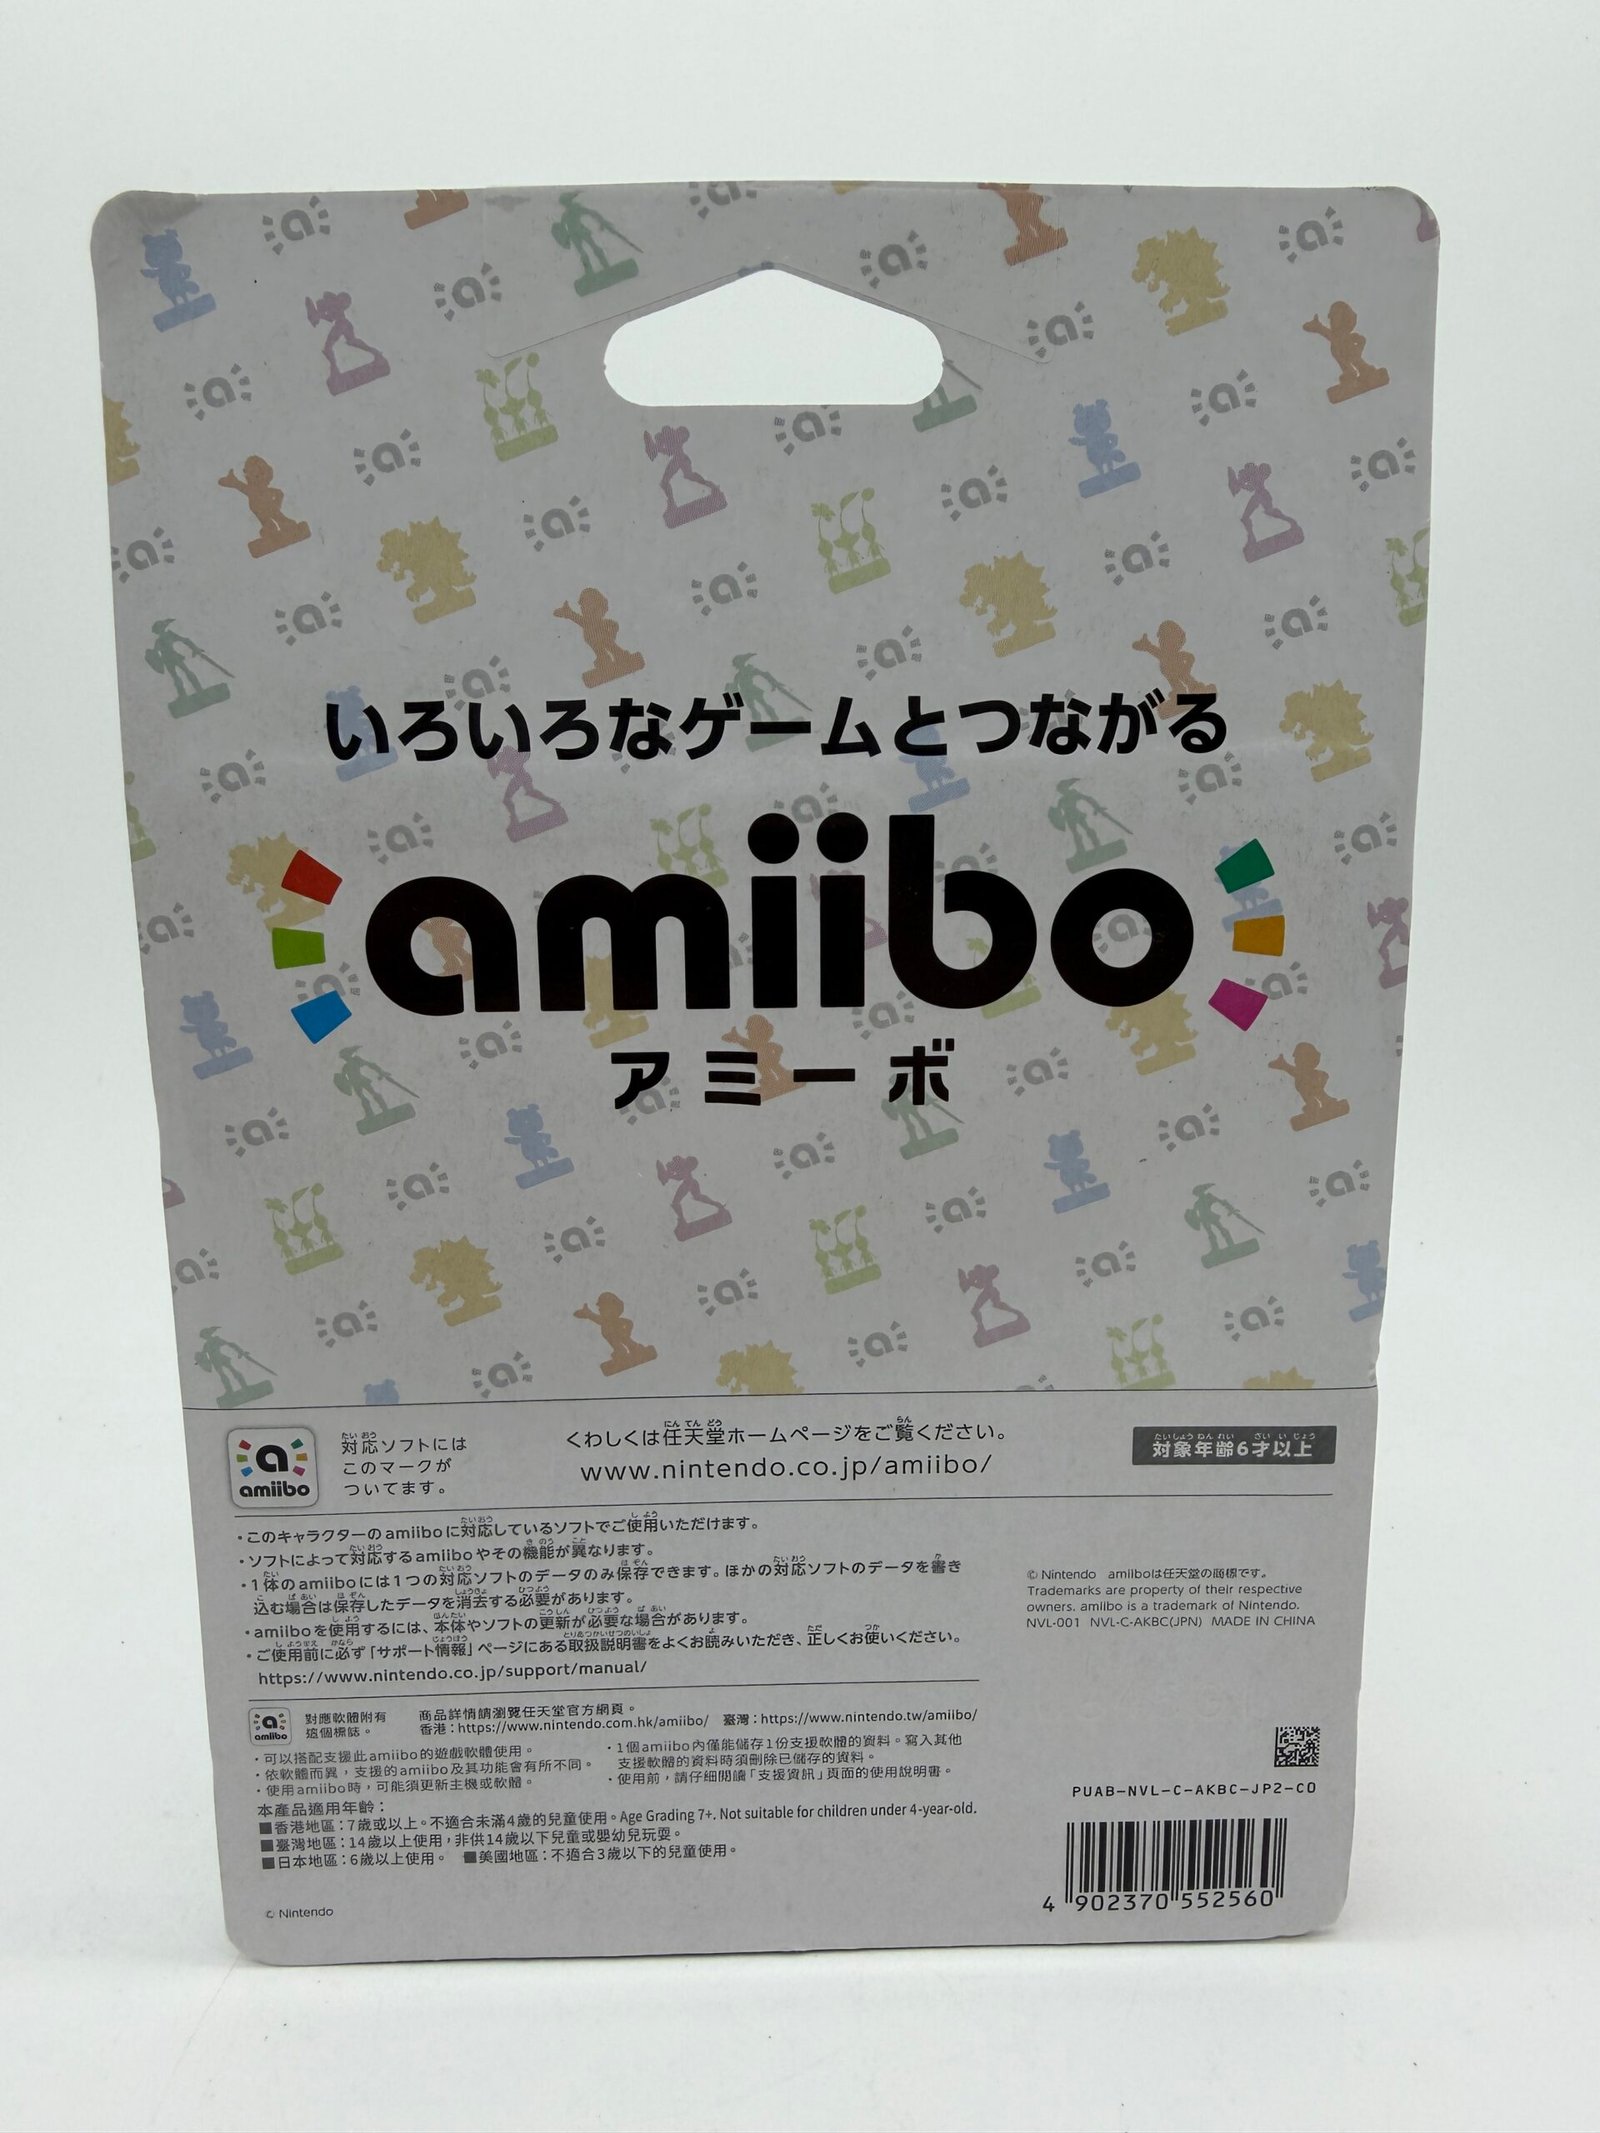 いろいろなゲームとつながる
amiibo
アミーボ
a
amiibo
対応ソフトには
このマークが
ついてます。
くわしくは任天堂ホームページをご覧ください。
www.nintendo.co.jp/amiibo/
対象年齢6才以上
・このキャラクターのamiiboに対応しているソフトでご使用いただけます。
・ソフトによって対応するamiiboやその機能が異なります。
・1体のamiiboには1つの対応ソフトのデータのみ保存できます。ほかの対応ソフトのデータを書き
込む場合は保存したデータを消去する必要があります。
・amiiboを使用するには、本体やソフトの更新が必要な場合があります。
・ご使用前に必ず「サポート情報」ページにある取扱説明書をよくお読みいただき、正しくお使いください。
https://www.nintendo.co.jp/support/manual/
© Nintendo amiiboは任天堂の商標です。
Trademarks are property of their respective
owners. amiibo is a trademark of Nintendo.
NVL-001 NVL-C-AKBC(JPN) MADE IN CHINA
a
amiibo
對應軟體附有
這個標誌。
商品詳情請瀏覽任天堂官方網頁。
香港：https://www.nintendo.com.hk/amiibo/ 臺灣：https://www.nintendo.tw/amiibo/
・可以搭配支援此amiibo的遊戲軟體使用。
・依軟體而異，支援的amiibo及其功能會有所不同。
・使用amiibo時，可能須更新主機或軟體。
・1個amiibo內僅能儲存1份支援軟體的資料。寫入其他
支援軟體的資料時須刪除已儲存的資料。
・使用前，請仔細閱讀「支援資訊」頁面的使用說明書。
本產品適用年齡：
■香港地區：7歲或以上。不適合未滿4歲的兒童使用。Age Grading 7+. Not suitable for children under 4-year-old.
■臺灣地區：14歲以上使用，非供14歲以下兒童或嬰幼兒玩耍。
■日本地區：6歲以上使用。 ■美國地區：不適合3歲以下的兒童使用。
© Nintendo
PUAB-NVL-C-AKBC-JP2-C0
4 902370 552560